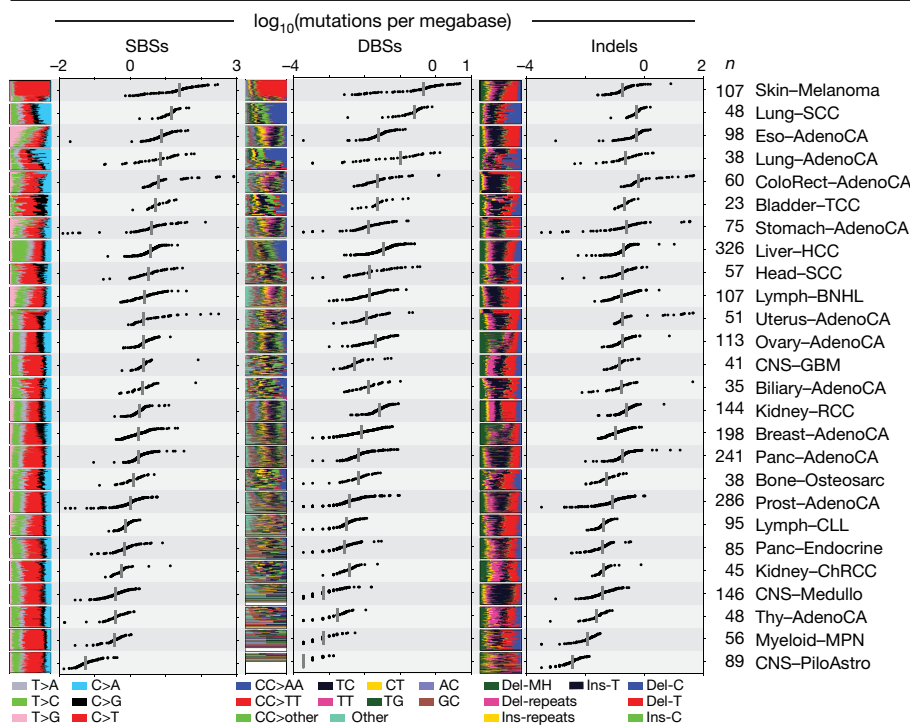 log10(mutations per megabase)
SBSs DBSs Indels
−2 0 3 −4 0 1 −4 0 2 n
107 Skin–Melanoma
48 Lung–SCC
98 Eso–AdenoCA
38 Lung–AdenoCA
60 ColoRect–AdenoCA
23 Bladder–TCC
75 Stomach–AdenoCA
326 Liver–HCC
57 Head–SCC
107 Lymph–BNHL
51 Uterus–AdenoCA
113 Ovary–AdenoCA
41 CNS–GBM
35 Biliary–AdenoCA
144 Kidney–RCC
198 Breast–AdenoCA
241 Panc–AdenoCA
38 Bone–Osteosarc
286 Prost–AdenoCA
95 Lymph–CLL
85 Panc–Endocrine
45 Kidney–ChRCC
146 CNS–Medullo
48 Thy–AdenoCA
56 Myeloid–MPN
89 CNS–PiloAstro
T>A C>A CC>AA TC CT AC Del-MH Ins-T Del-C
T>C C>G CC>TT TT TG GC Del-repeats Del-T
T>G C>T CC>other Other Ins-repeats Ins-C